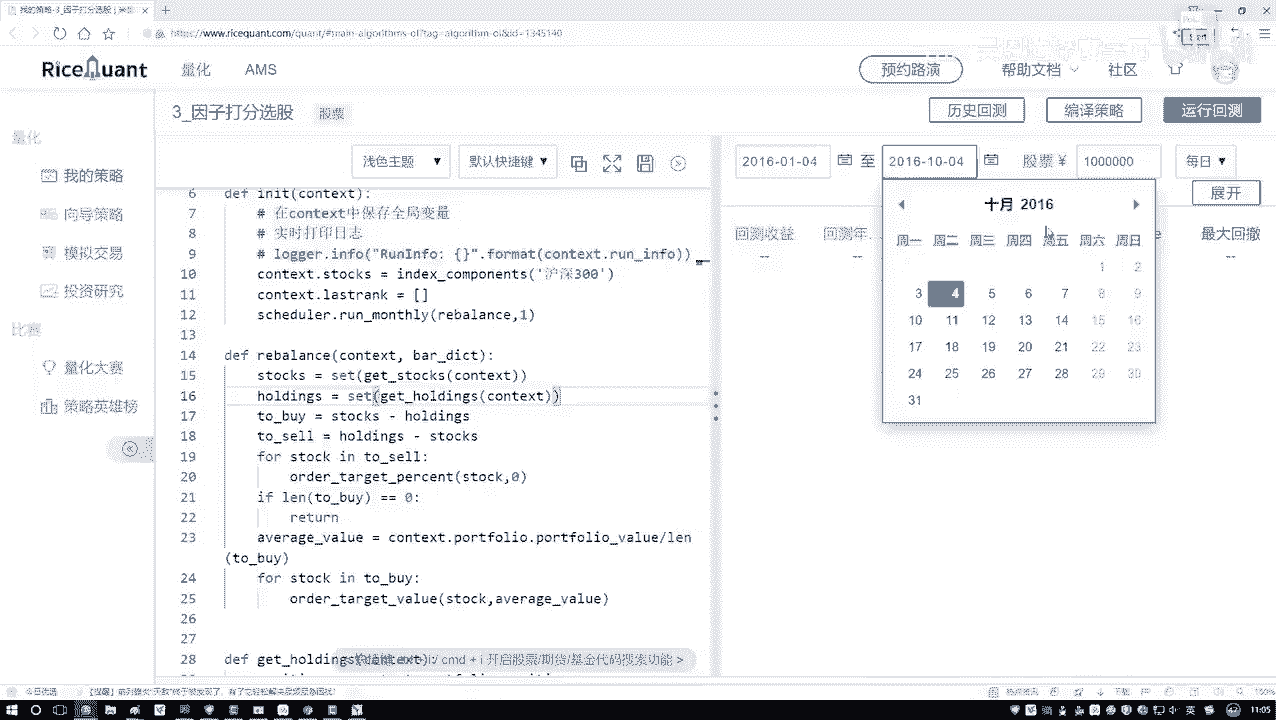 我的策略-3_因子打分选股
https://www.ricequant.com/quant/#main-algorithms-
RiceQuant
量化
AMS
预约路演
帮助文档
社区
3_因子打分选股
股票
历史回测
编译策略
运行回测
量化
我的策略
向导策略
模拟交易
投资研究
比赛
量化大赛
策略英雄榜
浅色主题
默认快捷键
6 def init(context):
7 # 在context中保存全局变量
8 # 实时打印日志
9 # logger.info("RunInfo: {}".format(context.run_info))
10 context.stocks = index_components('沪深300')
11 context.lastrank = []
12 scheduler.run_monthly(rebalance,1)
13
14 def rebalance(context, bar_dict):
15 stocks = set(get_stocks(context))
16 holdings = set(get_holdings(context))
17 to_buy = stocks - holdings
18 to_sell = holdings - stocks
19 for stock in to_sell:
20 order_target_percent(stock,0)
21 if len(to_buy) == 0:
22 return
23 average_value = context.portfolio.portfolio_value/len
(to_buy)
24 for stock in to_buy:
25 order_target_value(stock,average_value)
26
27
28 def get_holdings(context):
+ i 开启股票/期货/基金代码搜索功能 >
2016-01-04 至 2016-10-04 股票 ¥ 1000000 每日
展开
回测收益
回测年
最大回撤
-- -- --
十月 2016
周一 周二 周三 周四 周五 周六 周日
1 2
3 4 5 6 7 8 9
10 11 12 13 14 15 16
17 18 19 20 21 22 23
24 25 26 27 28 29 30
31
英
11:05